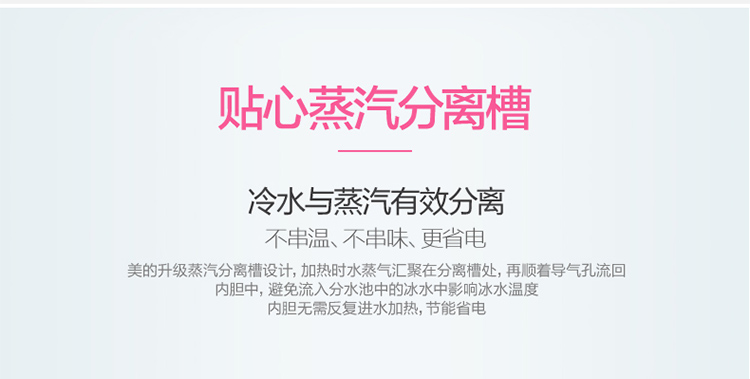 贴心蒸汽分离槽
冷水与蒸汽有效分离
不串温、不串味、更省电
美的升级蒸汽分离槽设计, 加热时水蒸气汇聚在分离槽处, 再顺着导气孔流回
内胆中, 避免流入分水池中的冰水中影响冰水温度
内胆无需反复进水加热, 节能省电